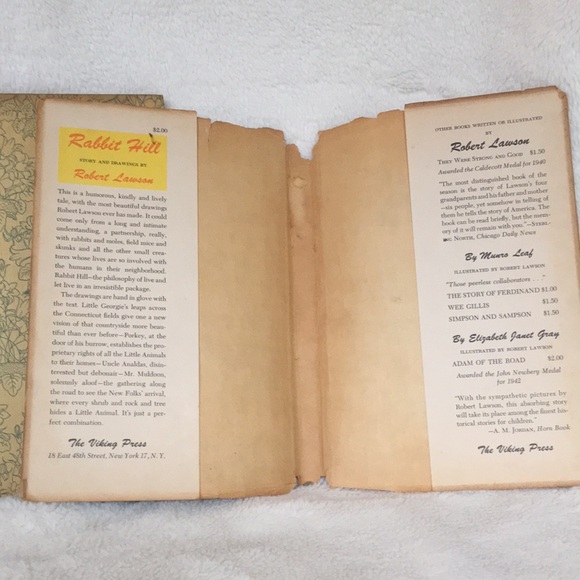 $2.00
Rabbit Hill
STORY AND DRAWINGS BY
Robert Lawson
This is a humorous, kindly and lively
tale, with the most beautiful drawings
Robert Lawson ever has made. It could
come only from a long and intimate
understanding, a partnership, really,
with rabbits and moles, field mice and
skunks and all the other small crea-
tures whose lives are so involved with
the humans in their neighborhood.
Rabbit Hill—the philosophy of live and
let live in an irresistible package.
The drawings are hand in glove with
the text. Little Georgie's leaps across
the Connecticut fields give one a new
vision of that countryside more beau-
tiful than ever before—Porkey, at the
door of his burrow, establishes the pro-
prietary rights of all the Little Animals
to their homes—Uncle Analdas, disin-
terested but debonair—Mr. Muldoon,
solemnly aloof—the gathering along
the road to see the New Folks' arrival,
where every shrub and rock and tree
hides a Little Animal. It's just a per-
fect combination.
The Viking Press
18 East 48th Street, New York 17, N.Y.
OTHER BOOKS WRITTEN OR ILLUSTRATED
BY
Robert Lawson
THEY WERE STRONG AND GOOD $1.50
Awarded the Caldecott Medal for 1940
"The most distinguished book of the
season is the story of Lawson's four
grandparents and his father and mother
—six people, yet somehow in telling of
them he tells the story of America. The
book can be read briefly, but the mem-
ory of it will remain with you."—STERL-
ING NORTH, Chicago Daily News
By Munro Leaf
ILLUSTRATED BY ROBERT LAWSON
"Those peerless collaborators . . ."
THE STORY OF FERDINAND $1.00
WEE GILLIS $1.50
SIMPSON AND SAMPSON $1.50
By Elizabeth Janet Gray
ILLUSTRATED BY ROBERT LAWSON
ADAM OF THE ROAD $2.00
Awarded the John Newbery Medal
for 1942
"With the sympathetic pictures by
Robert Lawson, this absorbing story
will take its place among the finest his-
torical stories for children."
—A. M. JORDAN, Horn Book
The Viking Press